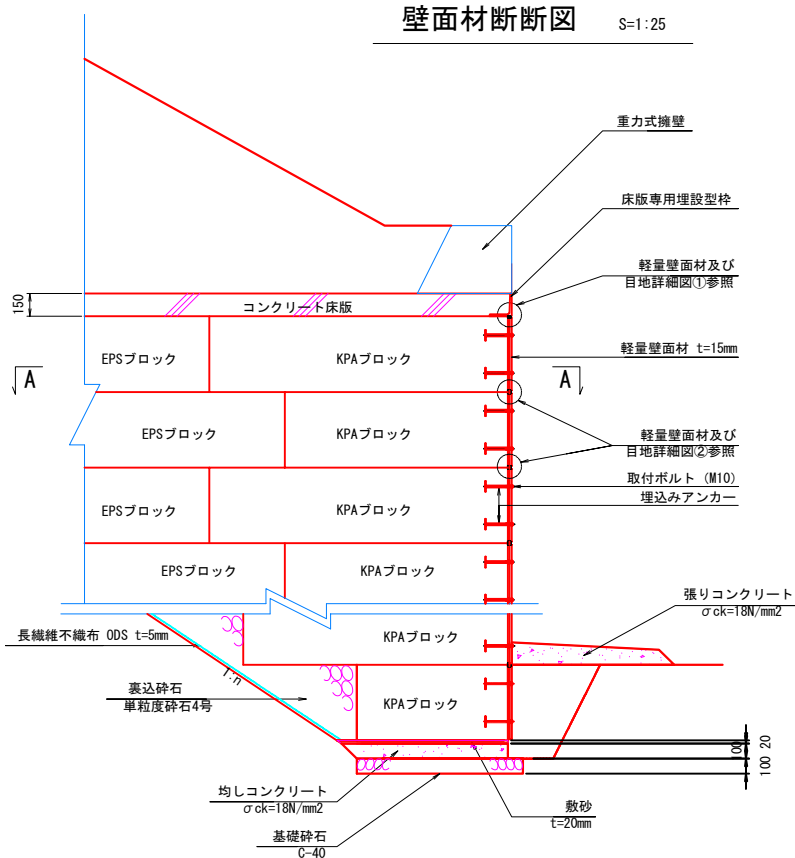 壁面材断断図 S=1:25
重力式擁壁
床版専用埋設型枠
軽量壁面材及び
目地詳細図①参照
150
コンクリート床版
EPSブロック
KPAブロック
軽量壁面材 t=15mm
A
A
EPSブロック
KPAブロック
軽量壁面材及び
目地詳細図②参照
取付ボルト (M10)
埋込みアンカー
EPSブロック
KPAブロック
EPSブロック
KPAブロック
張りコンクリート
σck=18N/mm2
長繊維不織布 ODS t=5mm
KPAブロック
1:n
裏込砕石
単粒度砕石4号
KPAブロック
20
100
100
均しコンクリート
σck=18N/mm2
敷砂
t=20mm
基礎砕石
C-40